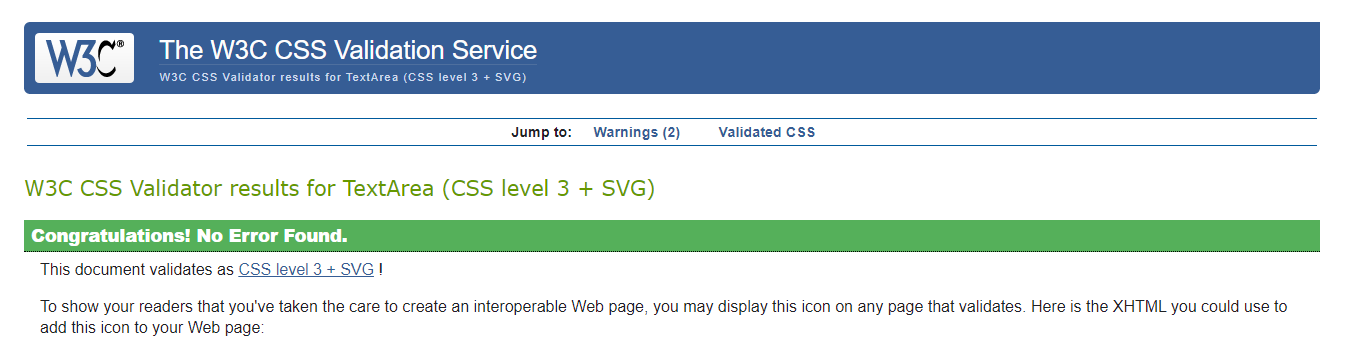 W3C®
The W3C CSS Validation Service
W3C CSS Validator results for TextArea (CSS level 3 + SVG)
Jump to: Warnings (2) Validated CSS
W3C CSS Validator results for TextArea (CSS level 3 + SVG)
Congratulations! No Error Found.
This document validates as CSS level 3 + SVG !
To show your readers that you've taken the care to create an interoperable Web page, you may display this icon on any page that validates. Here is the XHTML you could use to
add this icon to your Web page: